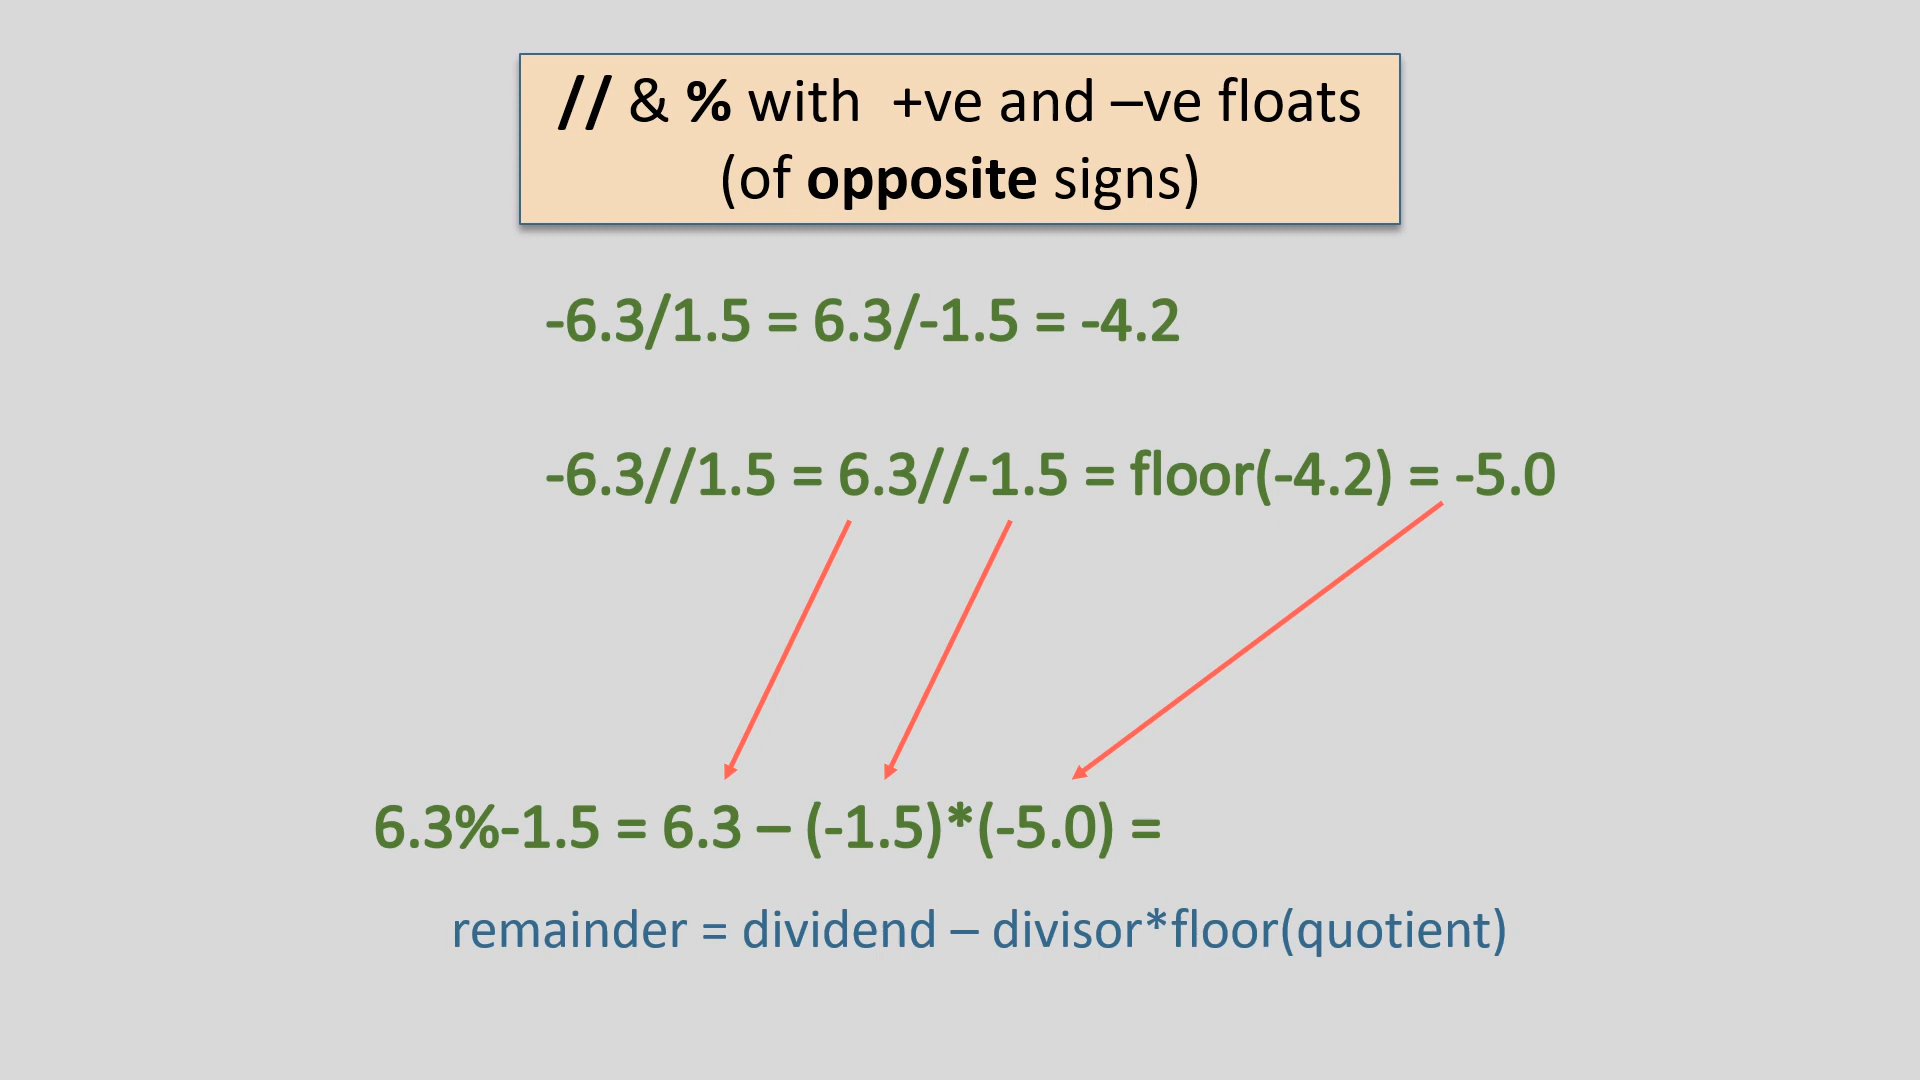 // & % with +ve and –ve floats
(of opposite signs)
-6.3/1.5 = 6.3/-1.5 = -4.2
-6.3//1.5 = 6.3//-1.5 = floor(-4.2) = -5.0
6.3%-1.5 = 6.3 – (-1.5)*(-5.0) =
remainder = dividend – divisor*floor(quotient)